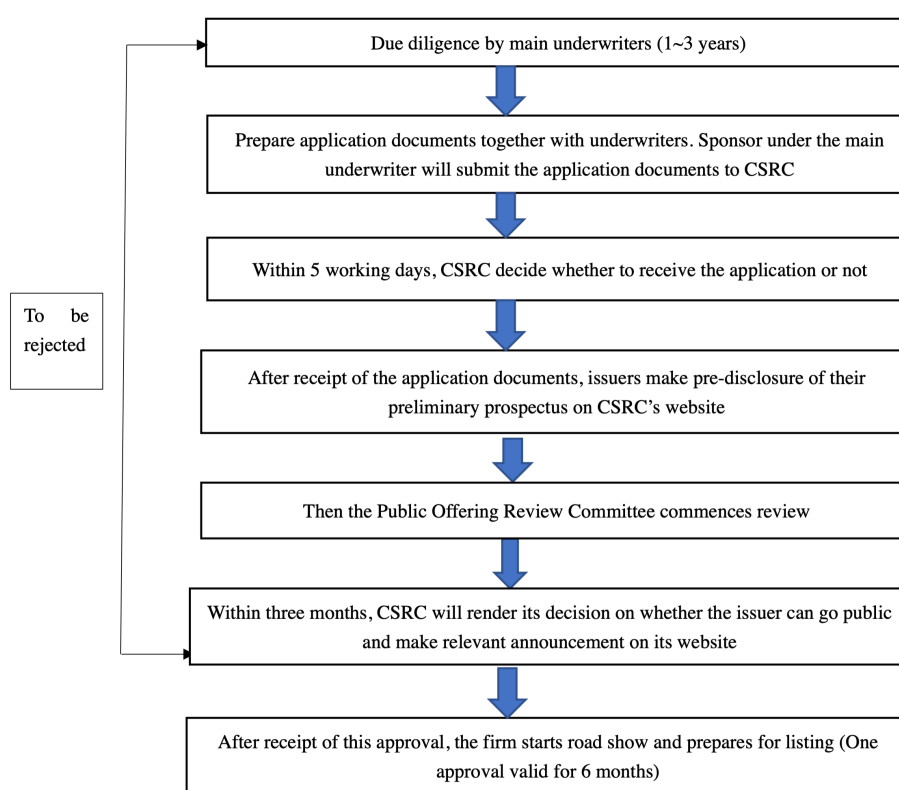 Due diligence by main underwriters (1~3 years)
Prepare application documents together with underwriters. Sponsor under the main
underwriter will submit the application documents to CSRC
Within 5 working days, CSRC decide whether to receive the application or not
To be
rejected
After receipt of the application documents, issuers make pre-disclosure of their
preliminary prospectus on CSRC’s website
Then the Public Offering Review Committee commences review
Within three months, CSRC will render its decision on whether the issuer can go public
and make relevant announcement on its website
After receipt of this approval, the firm starts road show and prepares for listing (One
approval valid for 6 months)